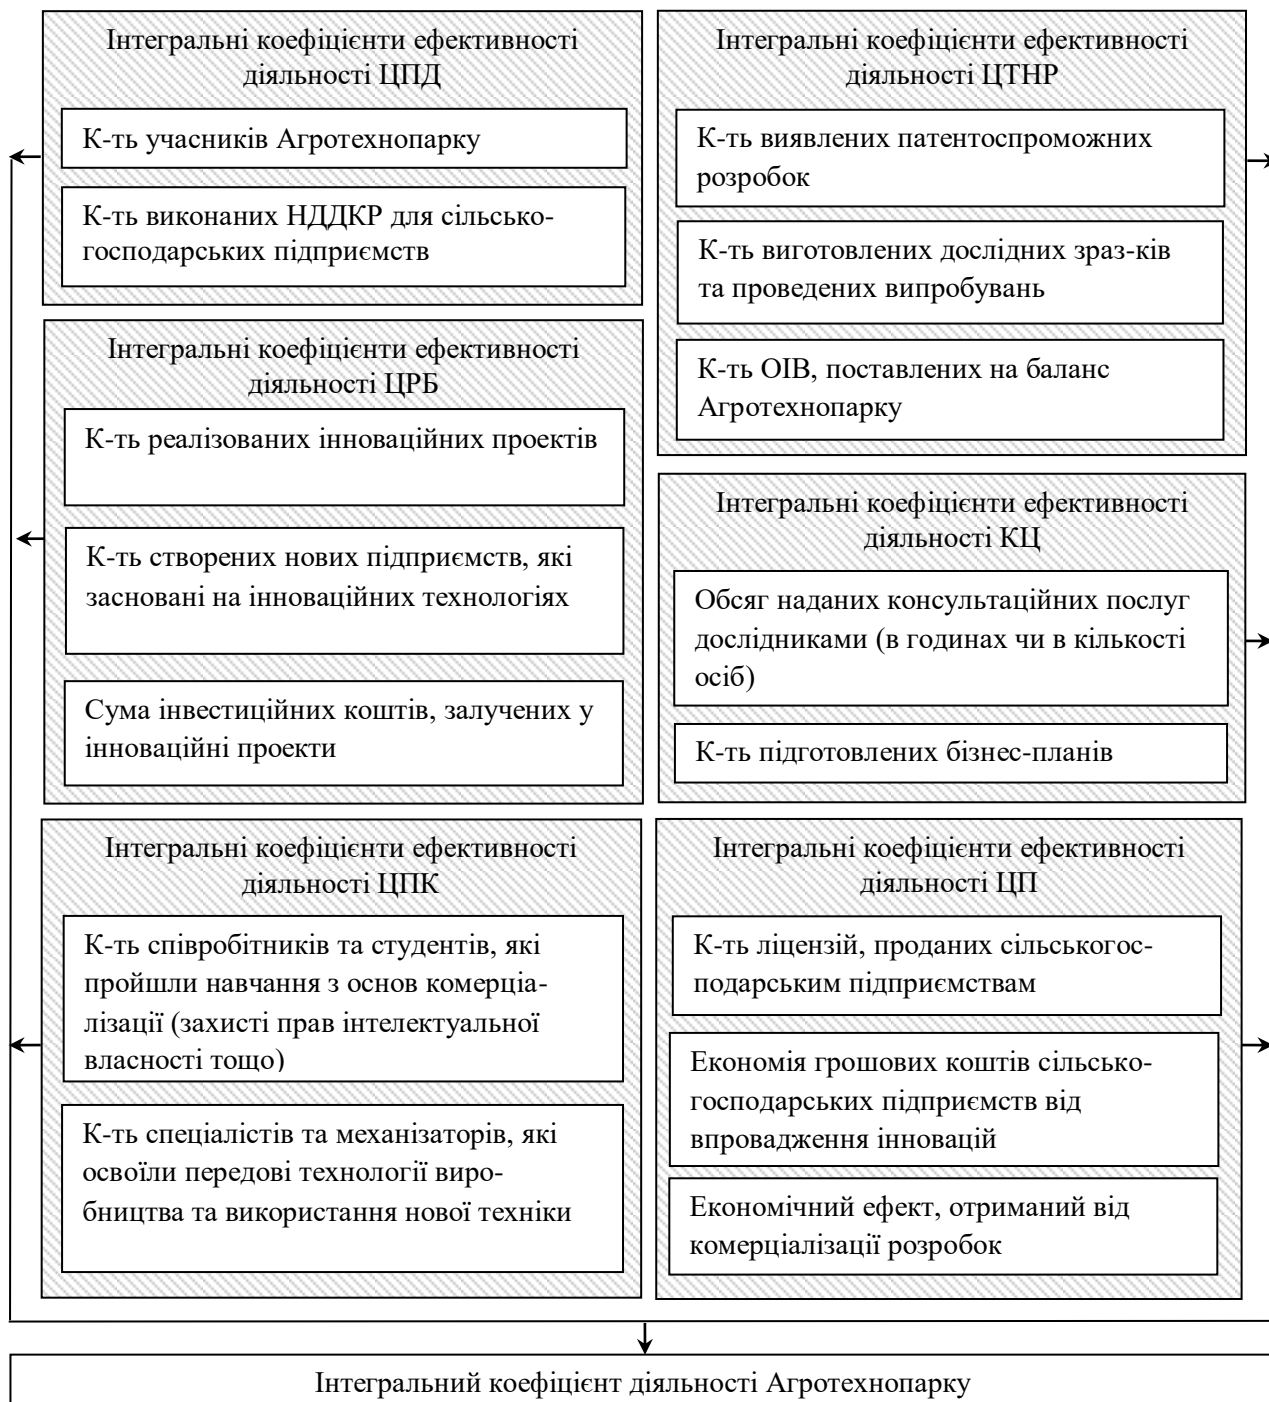 Інтегральні коефіцієнти ефективності
діяльності ЦПД
К-ть учасників Агротехнопарку
К-ть виконаних НДДКР для сільсько-
господарських підприємств
Інтегральні коефіцієнти ефективності
діяльності ЦРБ
К-ть реалізованих інноваційних проектів
К-ть створених нових підприємств, які
засновані на інноваційних технологіях
Сума інвестиційних коштів, залучених у
інноваційні проекти
Інтегральні коефіцієнти ефективності
діяльності ЦПК
К-ть співробітників та студентів, які
пройшли навчання з основ комерціа-
лізації (захисті прав інтелектуальної
власності тощо)
К-ть спеціалістів та механізаторів, які
освоїли передові технології виро-
бництва та використання нової техніки
Інтегральні коефіцієнти ефективності
діяльності ЦТНР
К-ть виявлених патентоспроможних
розробок
К-ть виготовлених дослідних зраз-ків
та проведених випробувань
К-ть ОІВ, поставлених на баланс
Агротехнопарку
Інтегральні коефіцієнти ефективності
діяльності КЦ
Обсяг наданих консультаційних послуг
дослідниками (в годинах чи в кількості
осіб)
К-ть підготовлених бізнес-планів
Інтегральні коефіцієнти ефективності
діяльності ЦП
К-ть ліцензій, проданих сільськогос-
подарським підприємствам
Економія грошових коштів сільсько-
господарських підприємств від
впровадження інновацій
Економічний ефект, отриманий від
комерціалізації розробок
Інтегральний коефіцієнт діяльності Агротехнопарку